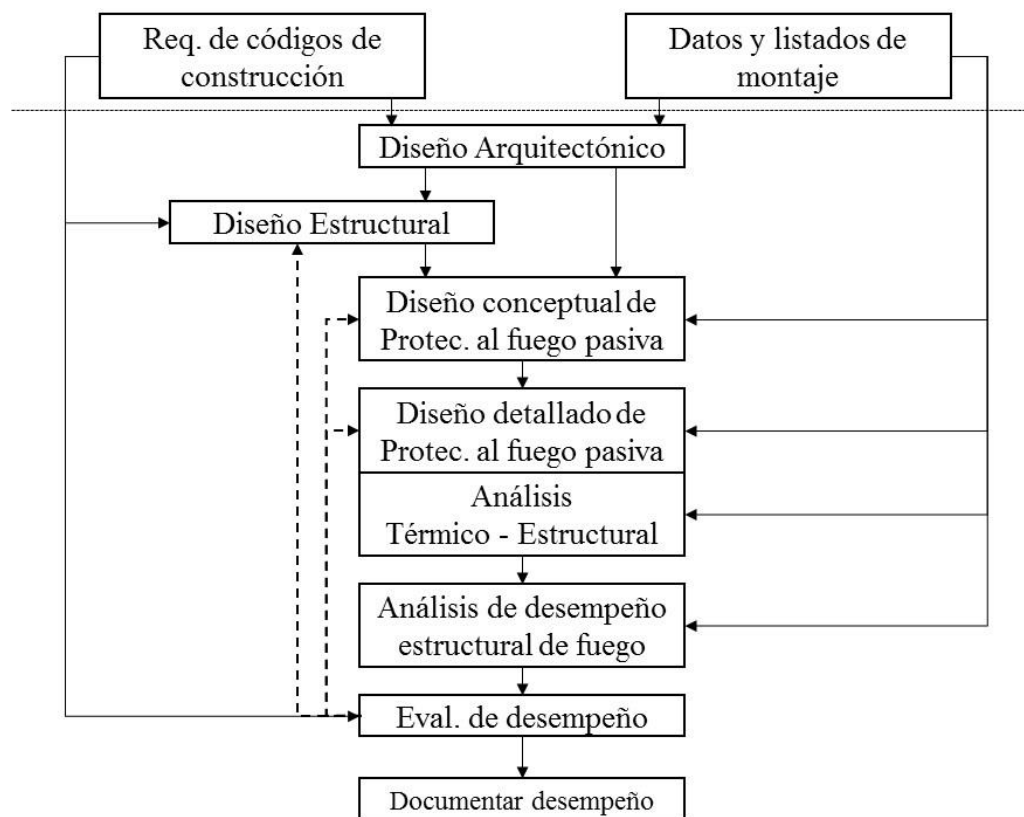 Req. de códigos de
construcción
Datos y listados de
montaje
Diseño Arquitectónico
Diseño Estructural
Diseño conceptual de
Protec. al fuego pasiva
Diseño detallado de
Protec. al fuego pasiva
Análisis
Térmico - Estructural
Análisis de desempeño
estructural de fuego
Eval. de desempeño
Documentar desempeño